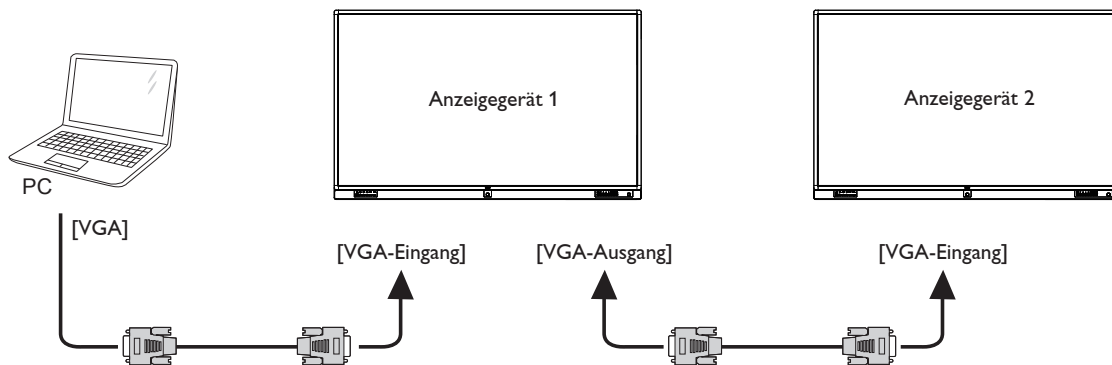 Anzeigegerät 1
Anzeigegerät 2
PC
[VGA]
[VGA-Eingang]
[VGA-Ausgang]
[VGA-Eingang]